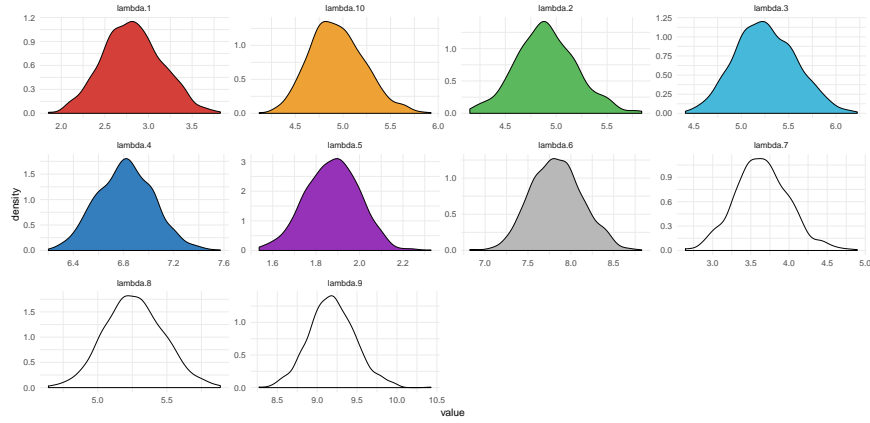 lambda.1 lambda.10 lambda.2 lambda.3
1.2 0.9 0.6 0.3 0.0
1.0 0.5 0.0
1.0 0.5 0.0
1.25 1.00 0.75 0.50 0.25 0.00
2.0 2.5 3.0 3.5 4.5 5.0 5.5 6.0 4.5 5.0 5.5 4.5 5.0 5.5 6.0
lambda.4 lambda.5 lambda.6 lambda.7
density
1.5 1.0 0.5 0.0
3 2 1 0
1.0 0.5 0.0
0.9 0.6 0.3 0.0
6.4 6.8 7.2 7.6 1.6 1.8 2.0 2.2 7.0 7.5 8.0 8.5 3.0 3.5 4.0 4.5 5.0
lambda.8 lambda.9
1.5 1.0 0.5 0.0
1.0 0.5 0.0
5.0 5.5 8.5 9.0 9.5 10.0 10.5
value